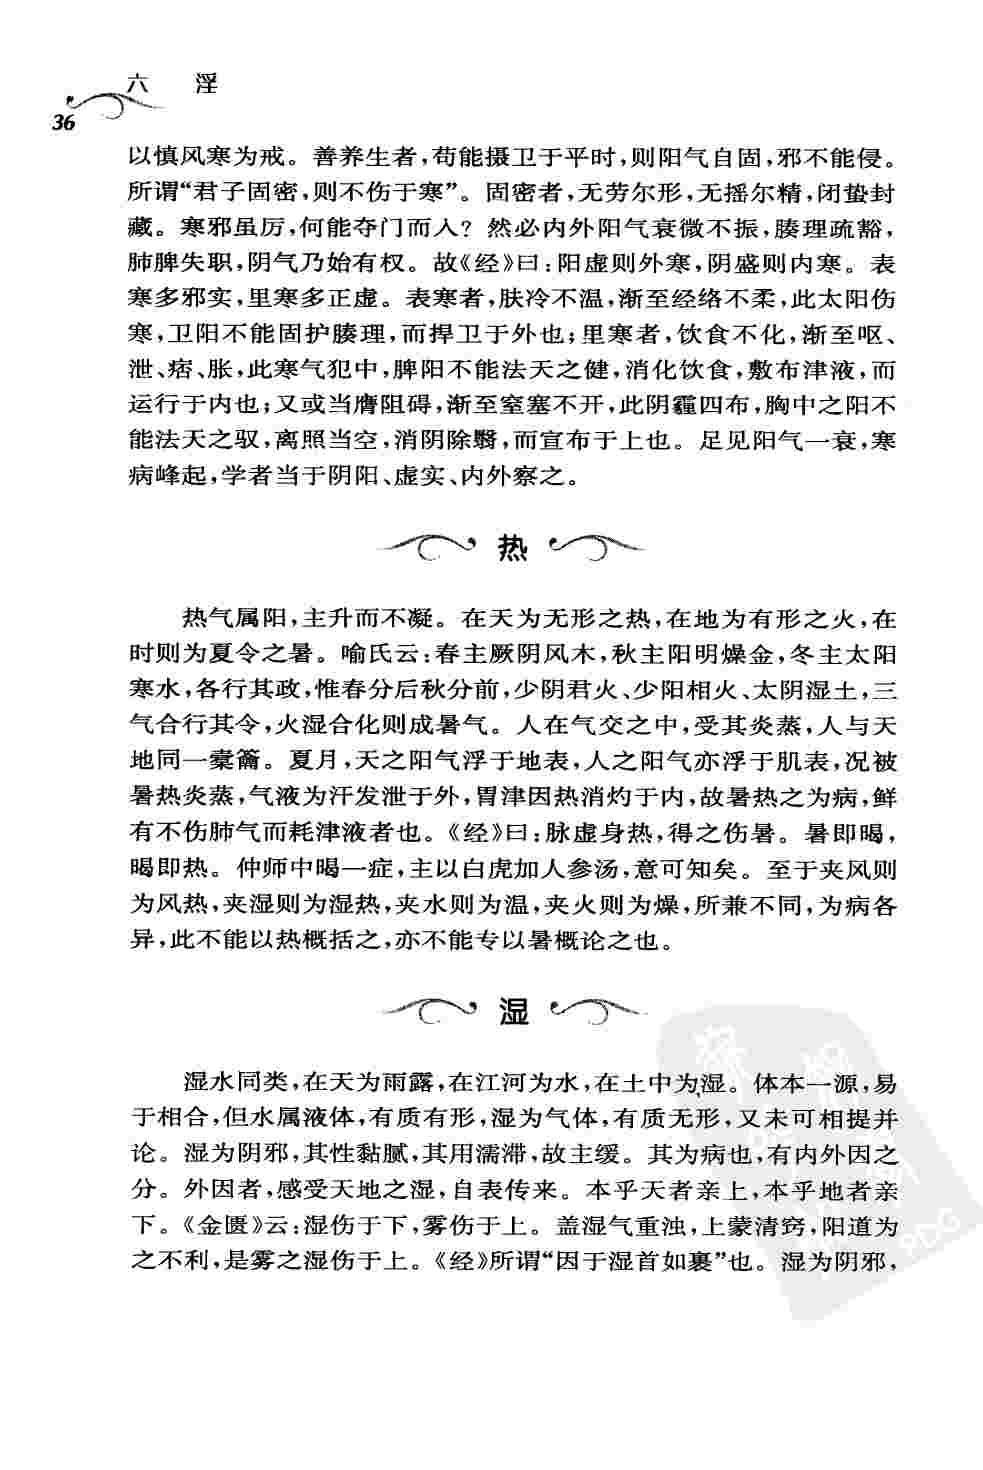 六 淫
36
以慎风寒为戒。善养生者,苟能摄卫于平时,则阳气自固,邪不能侵。
所谓“君子固密,则不伤于寒”。固密者,无劳尔形,无摇尔精,闭蛰封
藏。寒邪虽厉,何能夺门而入？然必内外阳气衰微不振,腠理疏豁,
肺脾失职,阴气乃始有权。故《经》曰:阳虚则外寒,阴盛则内寒。表
寒多邪实,里寒多正虚。表寒者,肤冷不温,渐至经络不柔,此太阳伤
寒,卫阳不能固护腠理,而捍卫于外也;里寒者,饮食不化,渐至呕、
泄、痞、胀,此寒气犯中,脾阳不能法天之健,消化饮食,敷布津液,而
运行于内也;又或当膺阻碍,渐至窒塞不开,此阴霾四布,胸中之阳不
能法天之驭,离照当空,消阴除翳,而宣布于上也。足见阳气一衰,寒
病峰起,学者当于阴阳、虚实、内外察之。
热
热气属阳,主升而不凝。在天为无形之热,在地为有形之火,在
时则为夏令之暑。喻氏云:春主厥阴风木,秋主阳明燥金,冬主太阳
寒水,各行其政,惟春分后秋分前,少阴君火、少阳相火、太阴湿土,三
气合行其令,火湿合化则成暑气。人在气交之中,受其炎蒸,人与天
地同一橐籥。夏月,天之阳气浮于地表,人之阳气亦浮于肌表,况被
暑热炎蒸,气液为汗发泄于外,胃津因热消灼于内,故暑热之为病,鲜
有不伤肺气而耗津液者也。《经》曰:脉虚身热,得之伤暑。暑即暍,
暍即热。仲师中暍一症,主以白虎加人参汤,意可知矣。至于夹风则
为风热,夹湿则为湿热,夹水则为温,夹火则为燥,所兼不同,为病各
异,此不能以热概括之,亦不能专以暑概论之也。
湿
湿水同类,在天为雨露,在江河为水,在土中为湿。体本一源,易
于相合,但水属液体,有质有形,湿为气体,有质无形,又未可相提并
论。湿为阴邪,其性黏腻,其用濡滞,故主缓。其为病也,有内外因之
分。外因者,感受天地之湿,自表传来。本乎天者亲上,本乎地者亲
下。《金匮》云:湿伤于下,雾伤于上。盖湿气重浊,上蒙清窍,阳道为
之不利,是雾之湿伤于上。《经》所谓“因于湿首如裹”也。湿为阴邪,
PDG